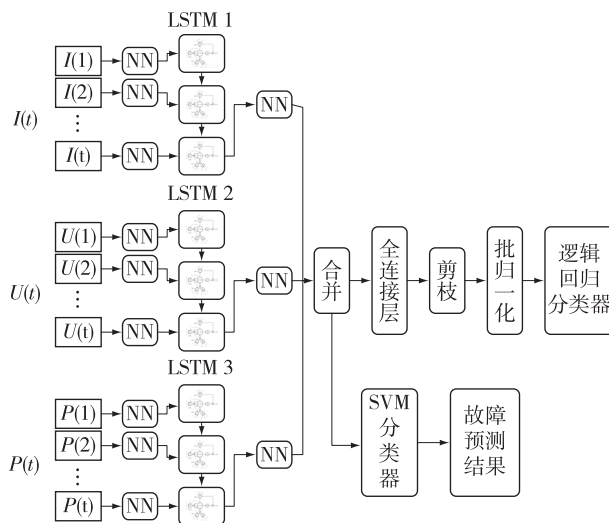 LSTM 1
I(1)
NN
I(2)
NN
I(t)
⋮
I(t)
NN
NN
LSTM 2
U(1)
NN
U(2)
NN
U(t)
⋮
U(t)
NN
NN
LSTM 3
P(1)
NN
P(2)
NN
P(t)
⋮
P(t)
NN
NN
合并
全连接层
剪枝
批归一化
逻辑
回归
分类器
SVM
分类器
故障
预测
结果